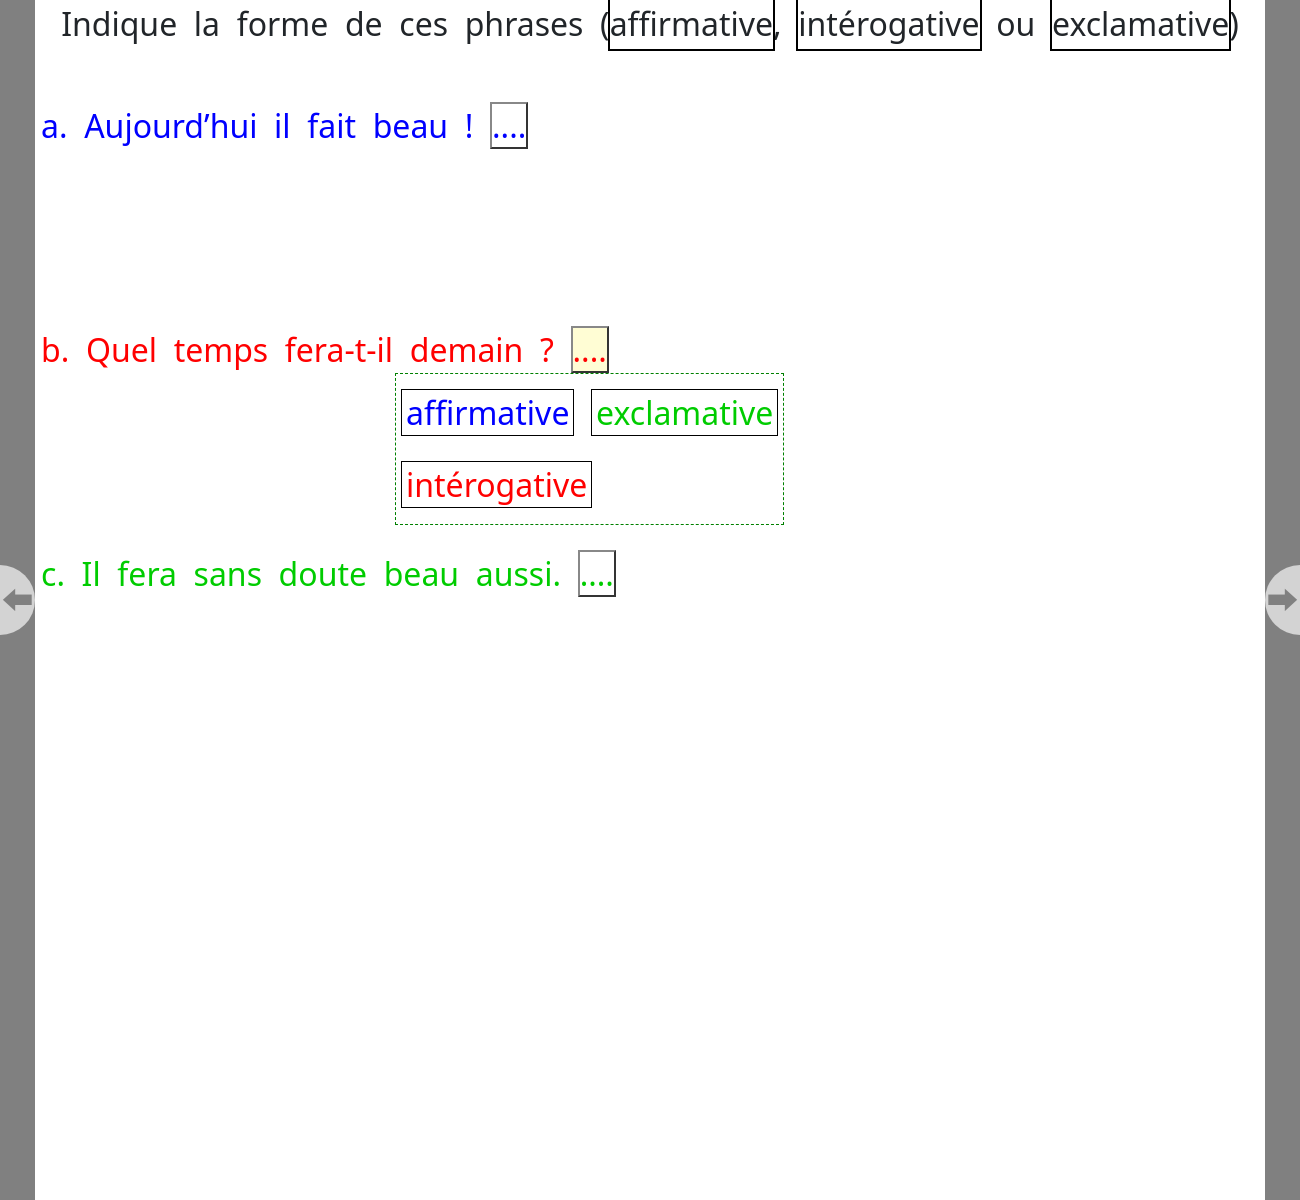 Indique la forme de ces phrases (affirmative, intérogative ou exclamative)
a. Aujourd’hui il fait beau ! ....
b. Quel temps fera-t-il demain ? ....
affirmative exclamative
intérogative
c. Il fera sans doute beau aussi. ....